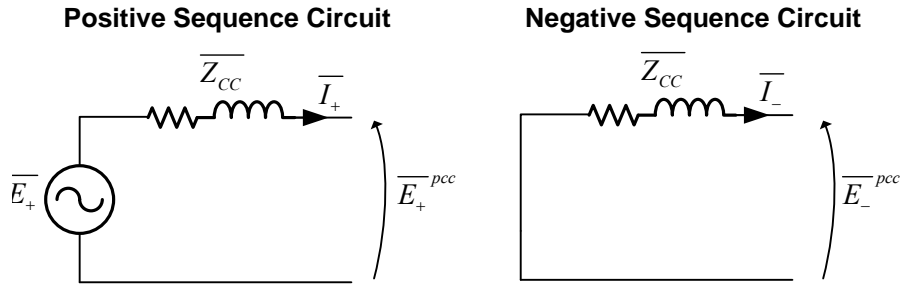 Positive Sequence Circuit
Negative Sequence Circuit
Z_CC
I_+
E_+
E_+^pcc
Z_CC
I_-
E_-^pcc